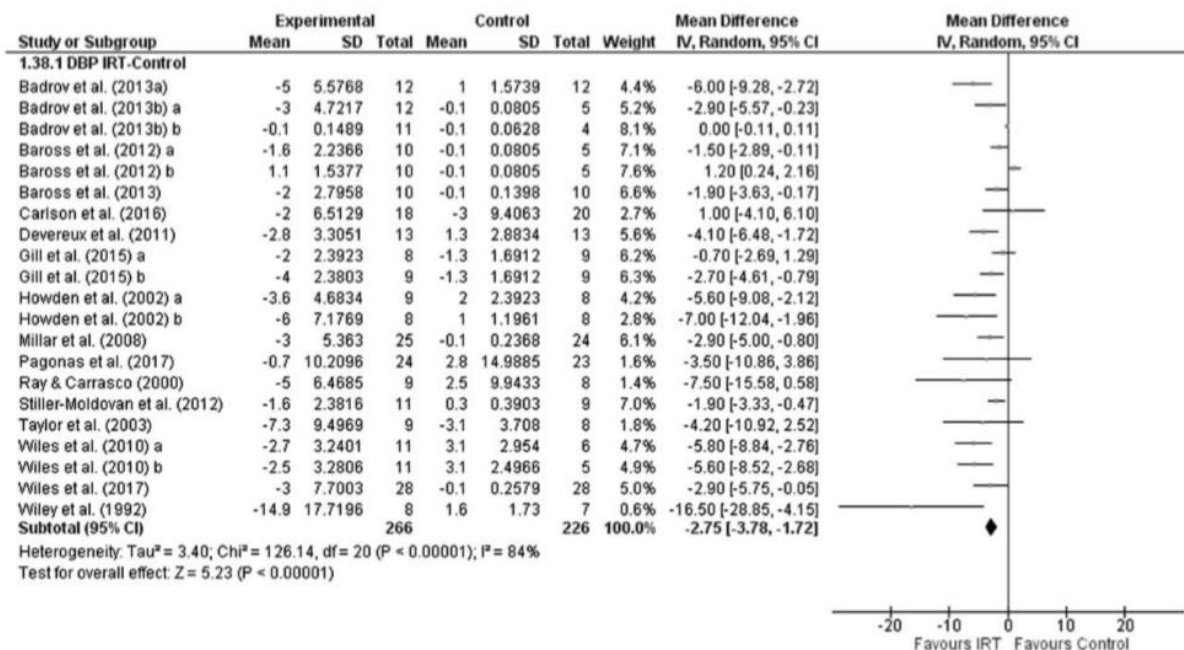 Experimental Control Mean Difference Mean Difference
Study or Subgroup Mean SD Total Mean SD Total Weight IV, Random, 95% CI IV, Random, 95% CI
1.38.1 DBP IRT-Control
Badrov et al. (2013a) -5 5.5768 12 1 1.5739 12 4.4% -6.00 [-9.28, -2.72]
Badrov et al. (2013b) a -3 4.7217 12 -0.1 0.0805 5 5.2% -2.90 [-5.57, -0.23]
Badrov et al. (2013b) b -0.1 0.1489 11 -0.1 0.0628 4 8.1% 0.00 [-0.11, 0.11]
Baross et al. (2012) a -1.6 2.2366 10 -0.1 0.0805 5 7.1% -1.50 [-2.89, -0.11]
Baross et al. (2012) b 1.1 1.5377 10 -0.1 0.0805 5 7.6% 1.20 [0.24, 2.16]
Baross et al. (2013) -2 2.7958 10 -0.1 0.1398 10 6.6% -1.90 [-3.63, -0.17]
Carlson et al. (2016) -2 6.5129 18 -3 9.4063 20 2.7% 1.00 [-4.10, 6.10]
Devereux et al. (2011) -2.8 3.3051 13 1.3 2.8834 13 5.6% -4.10 [-6.48, -1.72]
Gill et al. (2015) a -2 2.3923 8 -1.3 1.6912 9 6.2% -0.70 [-2.69, 1.29]
Gill et al. (2015) b -4 2.3803 9 -1.3 1.6912 9 6.3% -2.70 [-4.61, -0.79]
Howden et al. (2002) a -3.6 4.6834 9 2 2.3923 8 4.2% -5.60 [-9.08, -2.12]
Howden et al. (2002) b -6 7.1769 8 1 1.1961 8 2.8% -7.00 [-12.04, -1.96]
Millar et al. (2008) -3 5.363 25 -0.1 0.2368 24 6.1% -2.90 [-5.00, -0.80]
Pagonas et al. (2017) -0.7 10.2096 24 2.8 14.9885 23 1.6% -3.50 [-10.86, 3.86]
Ray & Carrasco (2000) -5 6.4685 9 2.5 9.9433 8 1.4% -7.50 [-15.58, 0.58]
Stiller-Moldovan et al. (2012) -1.6 2.3816 11 0.3 0.3903 9 7.0% -1.90 [-3.33, -0.47]
Taylor et al. (2003) -7.3 9.4969 9 -3.1 3.708 8 1.8% -4.20 [-10.92, 2.52]
Wiles et al. (2010) a -2.7 3.2401 11 3.1 2.954 6 4.7% -5.80 [-8.84, -2.76]
Wiles et al. (2010) b -2.5 3.2806 11 3.1 2.4966 5 4.9% -5.60 [-8.52, -2.68]
Wiles et al. (2017) -3 7.7003 28 -0.1 0.2579 28 5.0% -2.90 [-5.75, -0.05]
Wiley et al. (1992) -14.9 17.7196 8 1.6 1.73 7 0.6% -16.50 [-28.85, -4.15]
Subtotal (95% CI) 266 226 100.0% -2.75 [-3.78, -1.72]
Heterogeneity: Tau² = 3.40; Chi² = 126.14, df = 20 (P < 0.00001); I² = 84%
Test for overall effect: Z = 5.23 (P < 0.00001)
-20 -10 0 10 20
Favours IRT Favours Control